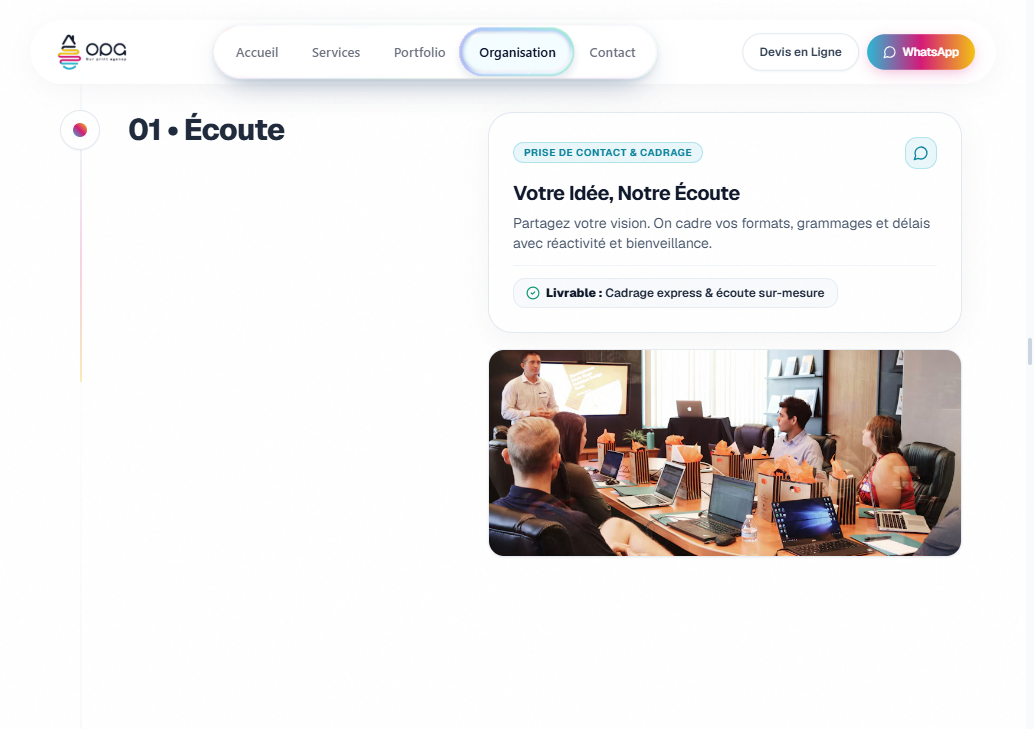 opa
Accueil
Services
Portfolio
Organisation
Contact
Devis en Ligne
WhatsApp
01 • Écoute
PRISE DE CONTACT & CADRAGE
Votre Idée, Notre Écoute
Partagez votre vision. On cadre vos formats, grammages et délais
avec réactivité et bienveillance.
Livrable : Cadrage express & écoute sur-mesure